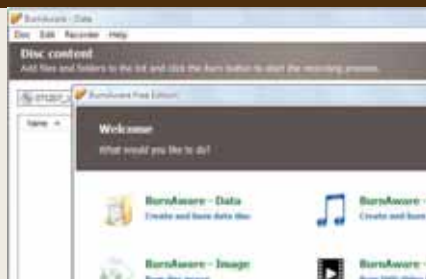 BurnAware - Data
Disc Edit Recorder Help
Disc content
Add files and folders to the list and click the burn button to start the recording process
Name
BurnAware Free Edition
Welcome
What would you like to do?
BurnAware - Data
Create and burn data disc
BurnAware -
Create and burn
BurnAware - Image
BurnAware -